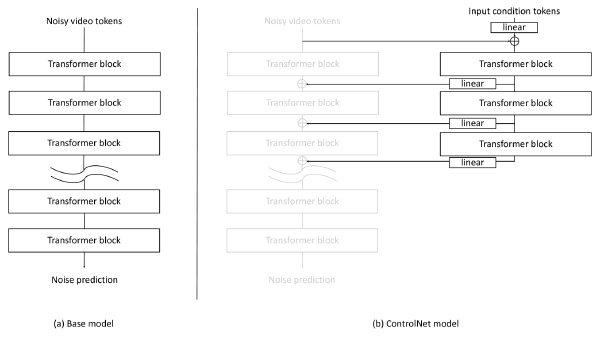 Noisy video tokens
Transformer block
Transformer block
Transformer block
Transformer block
Transformer block
Noise prediction
(a) Base model
Noisy video tokens
Transformer block
Transformer block
Transformer block
Transformer block
Transformer block
Noise prediction
Input condition tokens
linear
Transformer block
linear
Transformer block
linear
Transformer block
linear
(b) ControlNet model